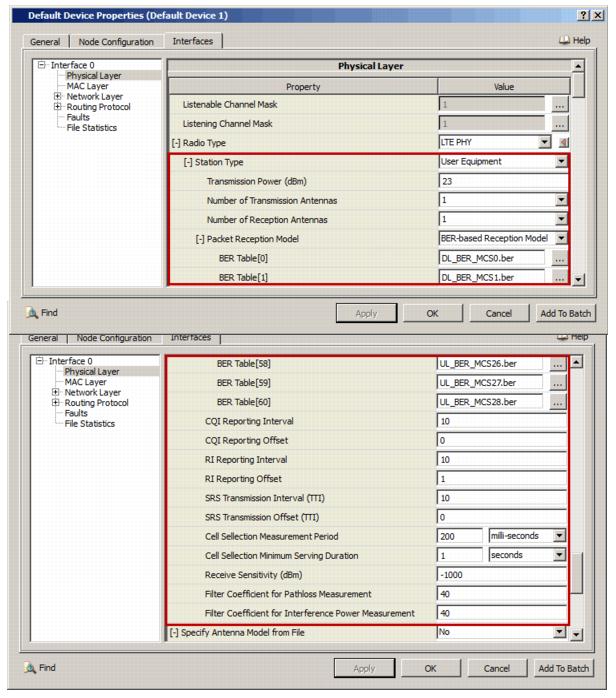 Default Device Properties (Default Device 1)
General Node Configuration Interfaces Help
Interface 0
Physical Layer
MAC Layer
Network Layer
Routing Protocol
Faults
File Statistics
Physical Layer
Property Value
Listenable Channel Mask 1 ...
Listening Channel Mask 1 ...
[-] Radio Type LTE PHY
[-] Station Type User Equipment
Transmission Power (dBm) 23
Number of Transmission Antennas 1
Number of Reception Antennas 1
[-] Packet Reception Model BER-based Reception Model
BER Table[0] DL_BER_MCS0.ber ...
BER Table[1] DL_BER_MCS1.ber ...
Find Apply OK Cancel Add To Batch
General Node Configuration Interfaces Help
Interface 0
Physical Layer
MAC Layer
Network Layer
Routing Protocol
Faults
File Statistics
BER Table[58] UL_BER_MCS26.ber ...
BER Table[59] UL_BER_MCS27.ber ...
BER Table[60] UL_BER_MCS28.ber ...
CQI Reporting Interval 10
CQI Reporting Offset 0
RI Reporting Interval 10
RI Reporting Offset 1
SRS Transmission Interval (TTI) 10
SRS Transmission Offset (TTI) 0
Cell Selection Measurement Period 200 milli-seconds
Cell Selection Minimum Serving Duration 1 seconds
Receive Sensitivity (dBm) -1000
Filter Coefficient for Pathloss Measurement 40
Filter Coefficient for Interference Power Measurement 40
[-] Specify Antenna Model from File No
Find Apply OK Cancel Add To Batch